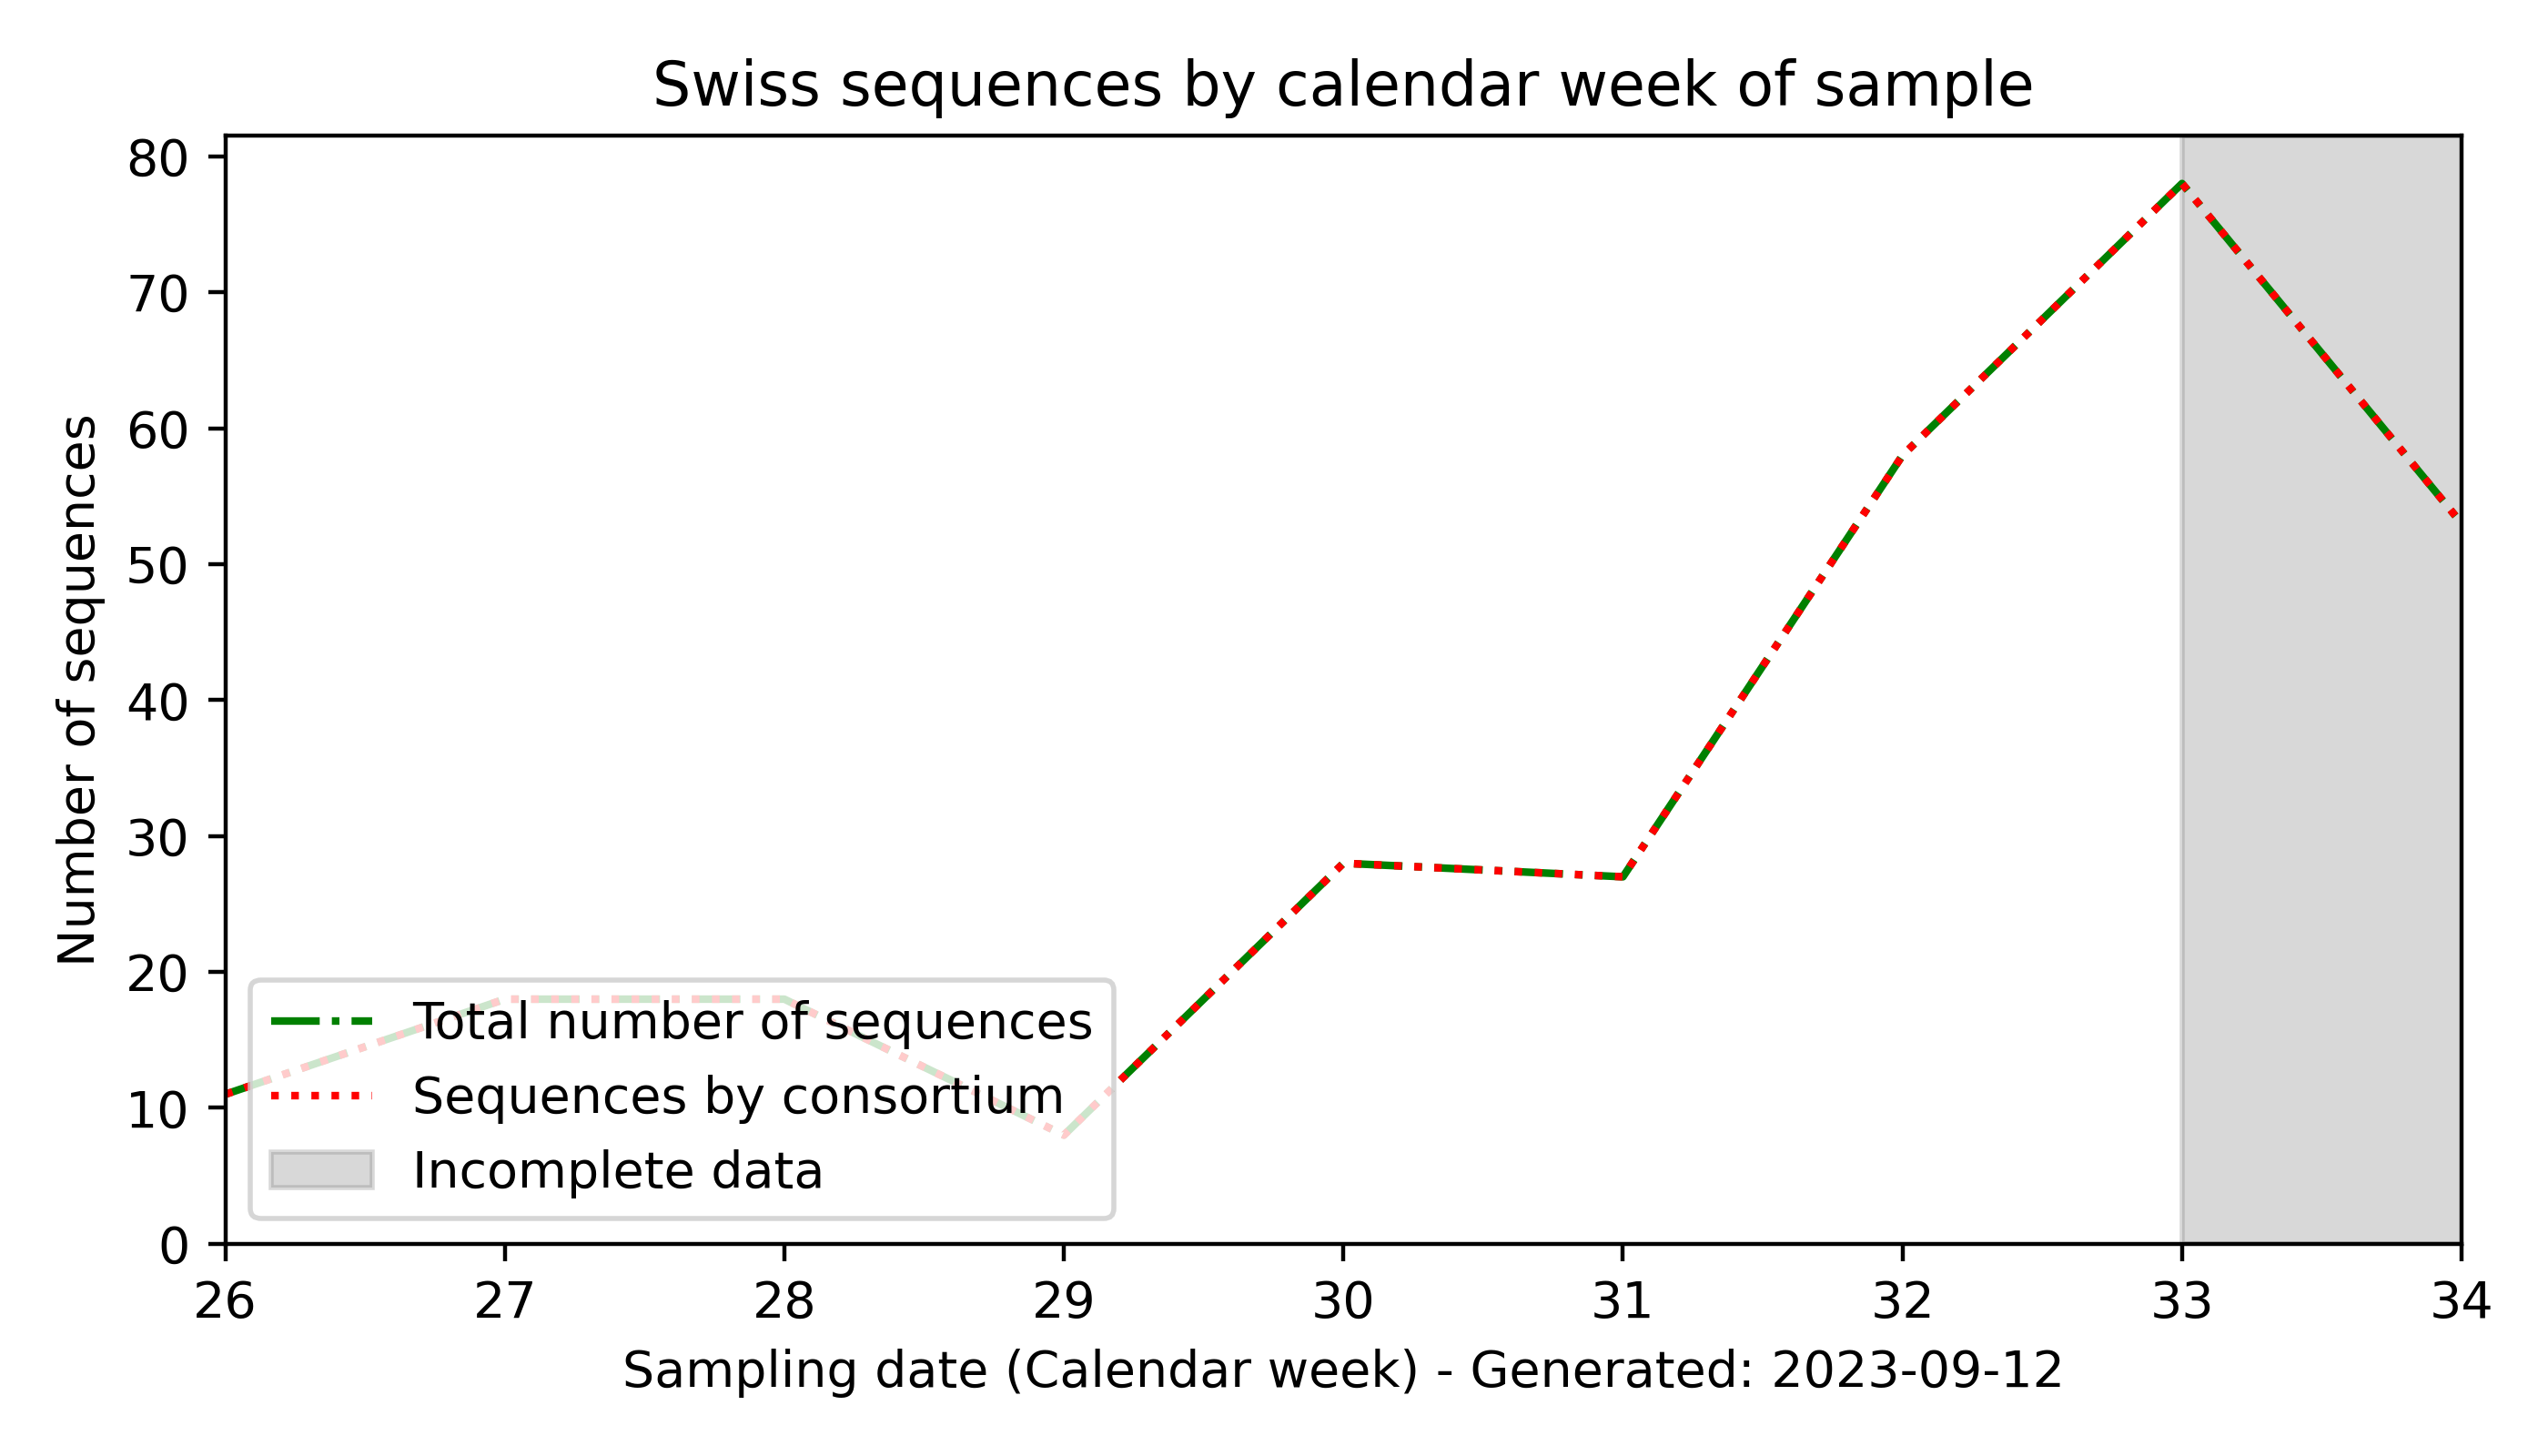 Swiss sequences by calendar week of sample
Number of sequences
80
70
60
50
40
30
20
10
0
Total number of sequences
Sequences by consortium
Incomplete data
26 27 28 29 30 31 32 33 34
Sampling date (Calendar week) - Generated: 2023-09-12